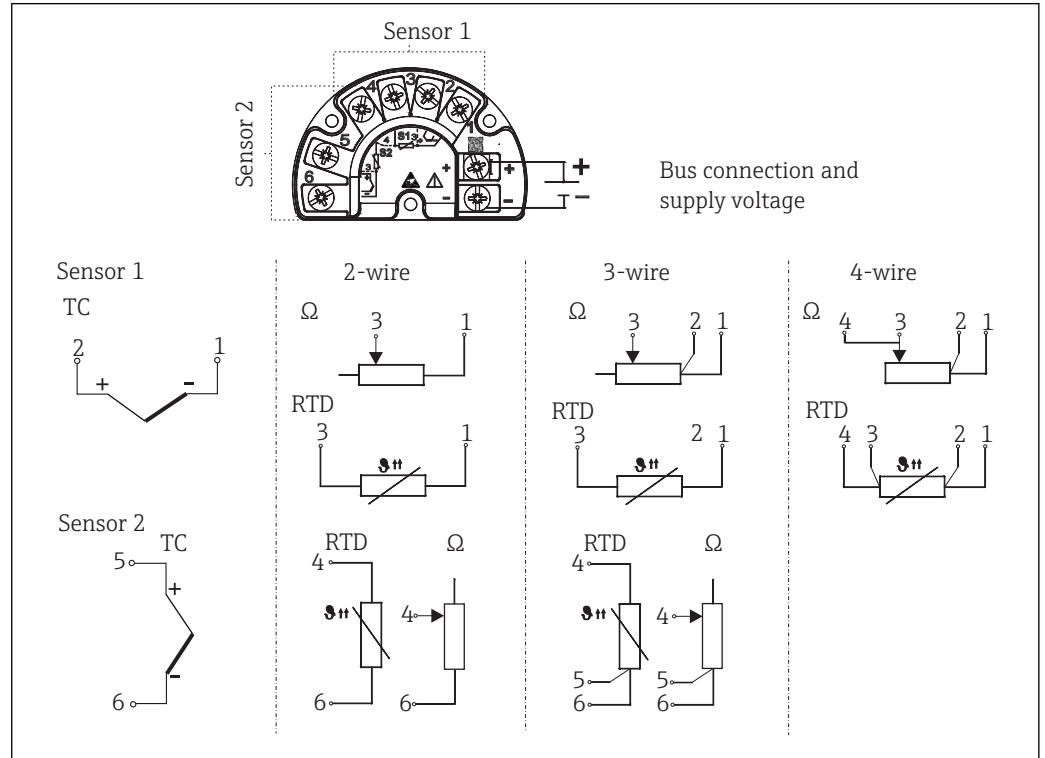 Sensor 1
Sensor 2
6 5 4 3 2 1
4 S1 3
S2
3
+ +
- -
+
-
Bus connection and
supply voltage
Sensor 1
TC
2 1
+ -
2-wire
Ω
3 1
RTD
3 1
3-wire
Ω
3 2 1
RTD
3 2 1
4-wire
Ω
4 3 2 1
RTD
4 3 2 1
Sensor 2
TC
5
+
-
6
RTD Ω
4
4
6 6
RTD Ω
4
4
5 5
6 6